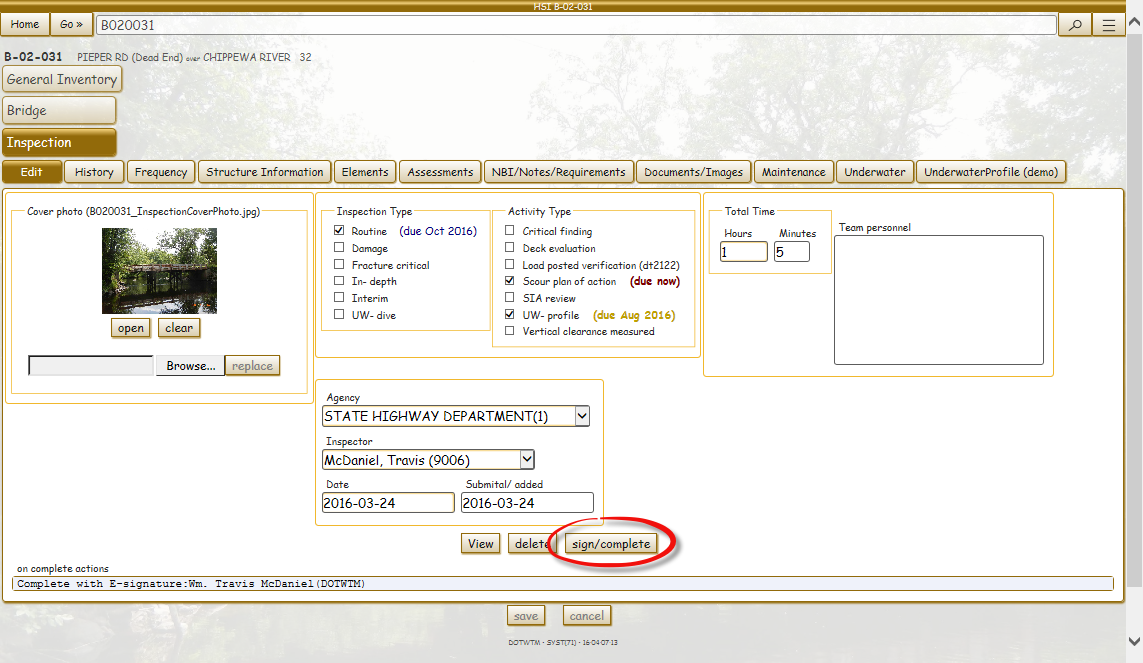 HSI B-02-031
Home Go » B020031
B-02-031 PIEPER RD (Dead End) over CHIPPEWA RIVER 32
General Inventory
Bridge
Inspection
Edit History Frequency Structure Information Elements Assessments NBI/Notes/Requirements Documents/Images Maintenance Underwater UnderwaterProfile (demo)
Cover photo (B020031_InspectionCoverPhoto.jpg)
open clear
Browse... replace
Inspection Type
Routine (due Oct 2016)
Damage
Fracture critical
In- depth
Interim
UW- dive
Activity Type
Critical finding
Deck evaluation
Load posted verification (dt2122)
Scour plan of action (due now)
SIA review
UW- profile (due Aug 2016)
Vertical clearance measured
Total Time
Hours Minutes
1 5
Team personnel
Agency
STATE HIGHWAY DEPARTMENT(1)
Inspector
McDaniel, Travis (9006)
Date Submital/ added
2016-03-24 2016-03-24
View delete sign/complete
on complete actions
Complete with E-signature:Wm. Travis McDaniel(DOTWTM)
save cancel
DOTWTM • SYST(71) • 16-04-07-13